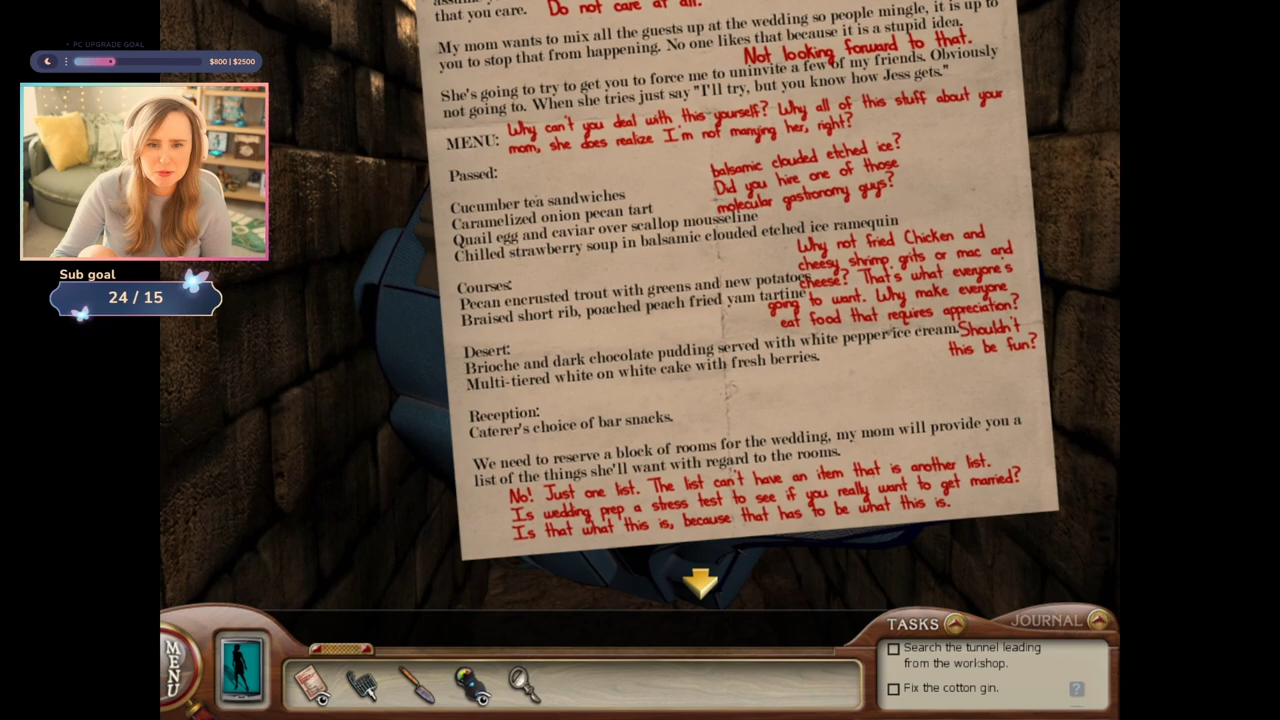 PC UPGRADE GOAL
$800 | $2500
Sub goal
24 / 15
that you care. Do not care at all.
My mom wants to mix all the guests up at the wedding so people mingle, it is up to
you to stop that from happening. No one likes that because it is a stupid idea.
Not looking forward to that.
She's going to try to get you to force me to uninvite a few of my friends. Obviously
not going to. When she tries just say "I'll try, but you know how Jess gets."
Why can't you deal with this yourself? Why all of this stuff about your
mom, she does realize I'm not marrying her, right?
MENU:
Passed:
balsamic clouded etched ice?
Did you hire one of those
molecular gastronomy guys?
Cucumber tea sandwiches
Caramelized onion pecan tart
Quail egg and caviar over scallop mousseline
Chilled strawberry soup in balsamic clouded etched ice ramequin
Why not fried Chicken and
cheesy shrimp grits or mac and
cheese? That's what everyone's
going to want. Why make everyone
eat food that requires appreciation?
Shouldn't
this be fun?
Courses:
Pecan encrusted trout with greens and new potatoes
Braised short rib, poached peach fried yam tartine
Desert:
Brioche and dark chocolate pudding served with white pepper ice cream.
Multi-tiered white on white cake with fresh berries.
Reception:
Caterer's choice of bar snacks.
We need to reserve a block of rooms for the wedding, my mom will provide you a
list of the things she'll want with regard to the rooms.
No! Just one list. The list can't have an item that is another list.
Is wedding prep a stress test to see if you really want to get married?
Is that what this is, because that has to be what this is.
MENU
TASKS
JOURNAL
Search the tunnel leading
from the workshop.
Fix the cotton gin.
?